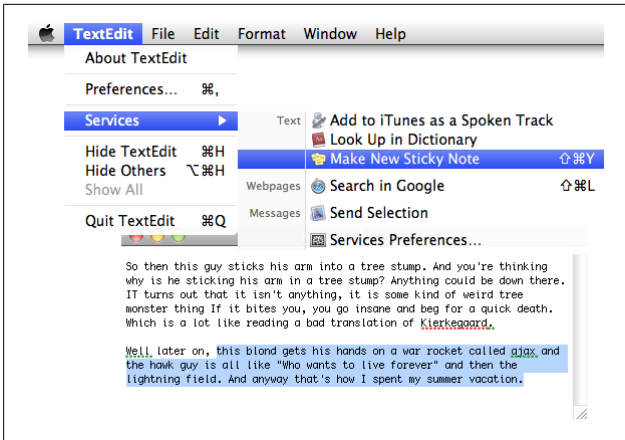 TextEdit File Edit Format Window Help
About TextEdit
Preferences... ⌘,
Services ▶
Hide TextEdit ⌘H
Hide Others ⌥⌘H
Show All
Quit TextEdit ⌘Q
Text Add to iTunes as a Spoken Track
Look Up in Dictionary
Make New Sticky Note ⇧⌘Y
Webpages Search in Google ⇧⌘L
Messages Send Selection
Services Preferences...
So then this guy sticks his arm into a tree stump. And you're thinking
why is he sticking his arm in a tree stump? Anything could be down there.
IT turns out that it isn't anything, it is some kind of weird tree
monster thing If it bites you, you go insane and beg for a quick death.
Which is a lot like reading a bad translation of Kierkegaard.
Well later on, this blond gets his hands on a war rocket called ajax and
the hawk guy is all like "Who wants to live forever" and then the
lightning field. And anyway that's how I spent my summer vacation.